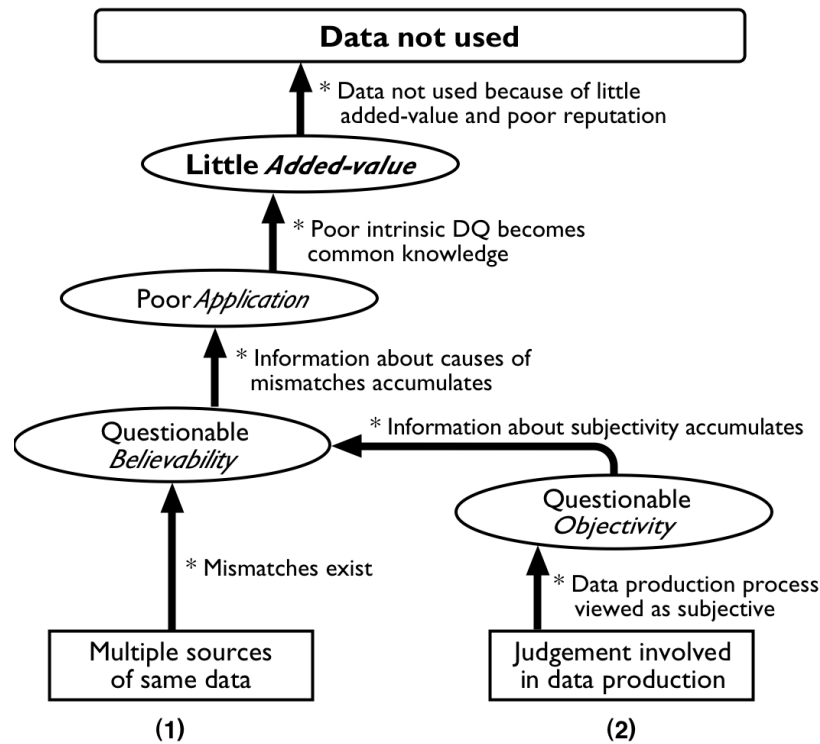 Data not used
* Data not used because of little
added-value and poor reputation
Little Added-value
* Poor intrinsic DQ becomes
common knowledge
Poor Application
* Information about causes of
mismatches accumulates
* Information about subjectivity accumulates
Questionable
Believability
Questionable
Objectivity
* Mismatches exist
* Data production process
viewed as subjective
Multiple sources
of same data
Judgement involved
in data production
(1)
(2)